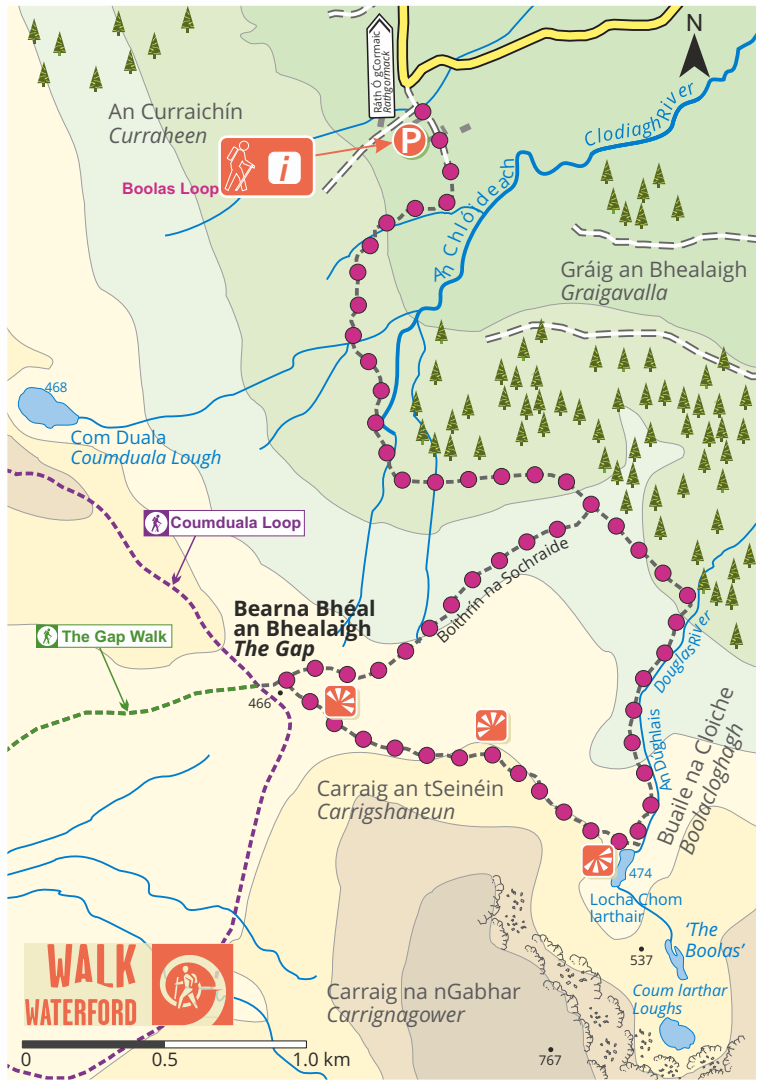 Ráth Ó gCormaic
Rathgormack
N
An Curraichín
Curraheen
P
i
Boolas Loop
Clodiagh River
An Chlóideach
Gráig an Bhealaigh
Graigavalla
468
Com Duala
Coumduala Lough
Coumduala Loop
Boithrín na Sochraide
Bearna Bhéal
an Bhealaigh
The Gap
The Gap Walk
466
Douglas River
An Dúghlais
Buaile na Cloiche
Boolacloghagh
Carraig an tSeinéin
Carrigshaneun
474
Locha Chom
Iarthair
'The
Boolas'
537
Coum Iarthar
Loughs
Carraig na nGabhar
Carrignagower
767
WALK
WATERFORD
0 0.5 1.0 km